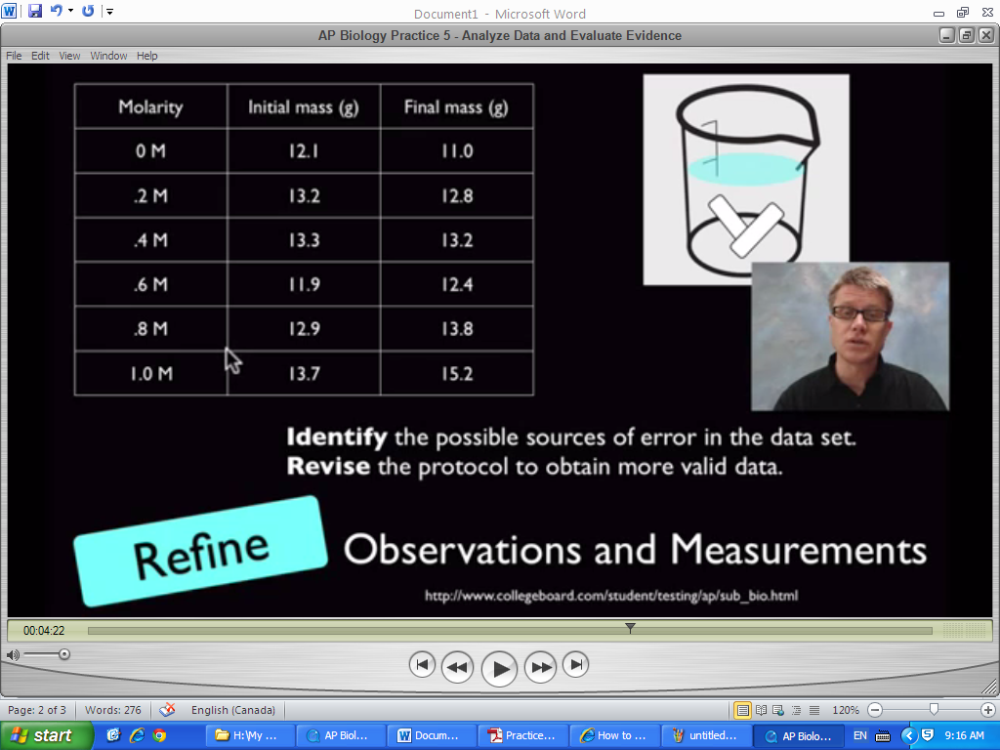 Document1 - Microsoft Word
AP Biology Practice 5 - Analyze Data and Evaluate Evidence
File Edit View Window Help
Molarity Initial mass (g) Final mass (g)
0 M 12.1 11.0
.2 M 13.2 12.8
.4 M 13.3 13.2
.6 M 11.9 12.4
.8 M 12.9 13.8
1.0 M 13.7 15.2
Identify the possible sources of error in the data set.
Revise the protocol to obtain more valid data.
Refine Observations and Measurements
http://www.collegeboard.com/student/testing/ap/sub_bio.html
00:04:22
Page: 2 of 3 Words: 276 English (Canada) 120%
start H:\My ... AP Biol... Docum... Practice... How to ... untitled... AP Biolo... EN 9:16 AM